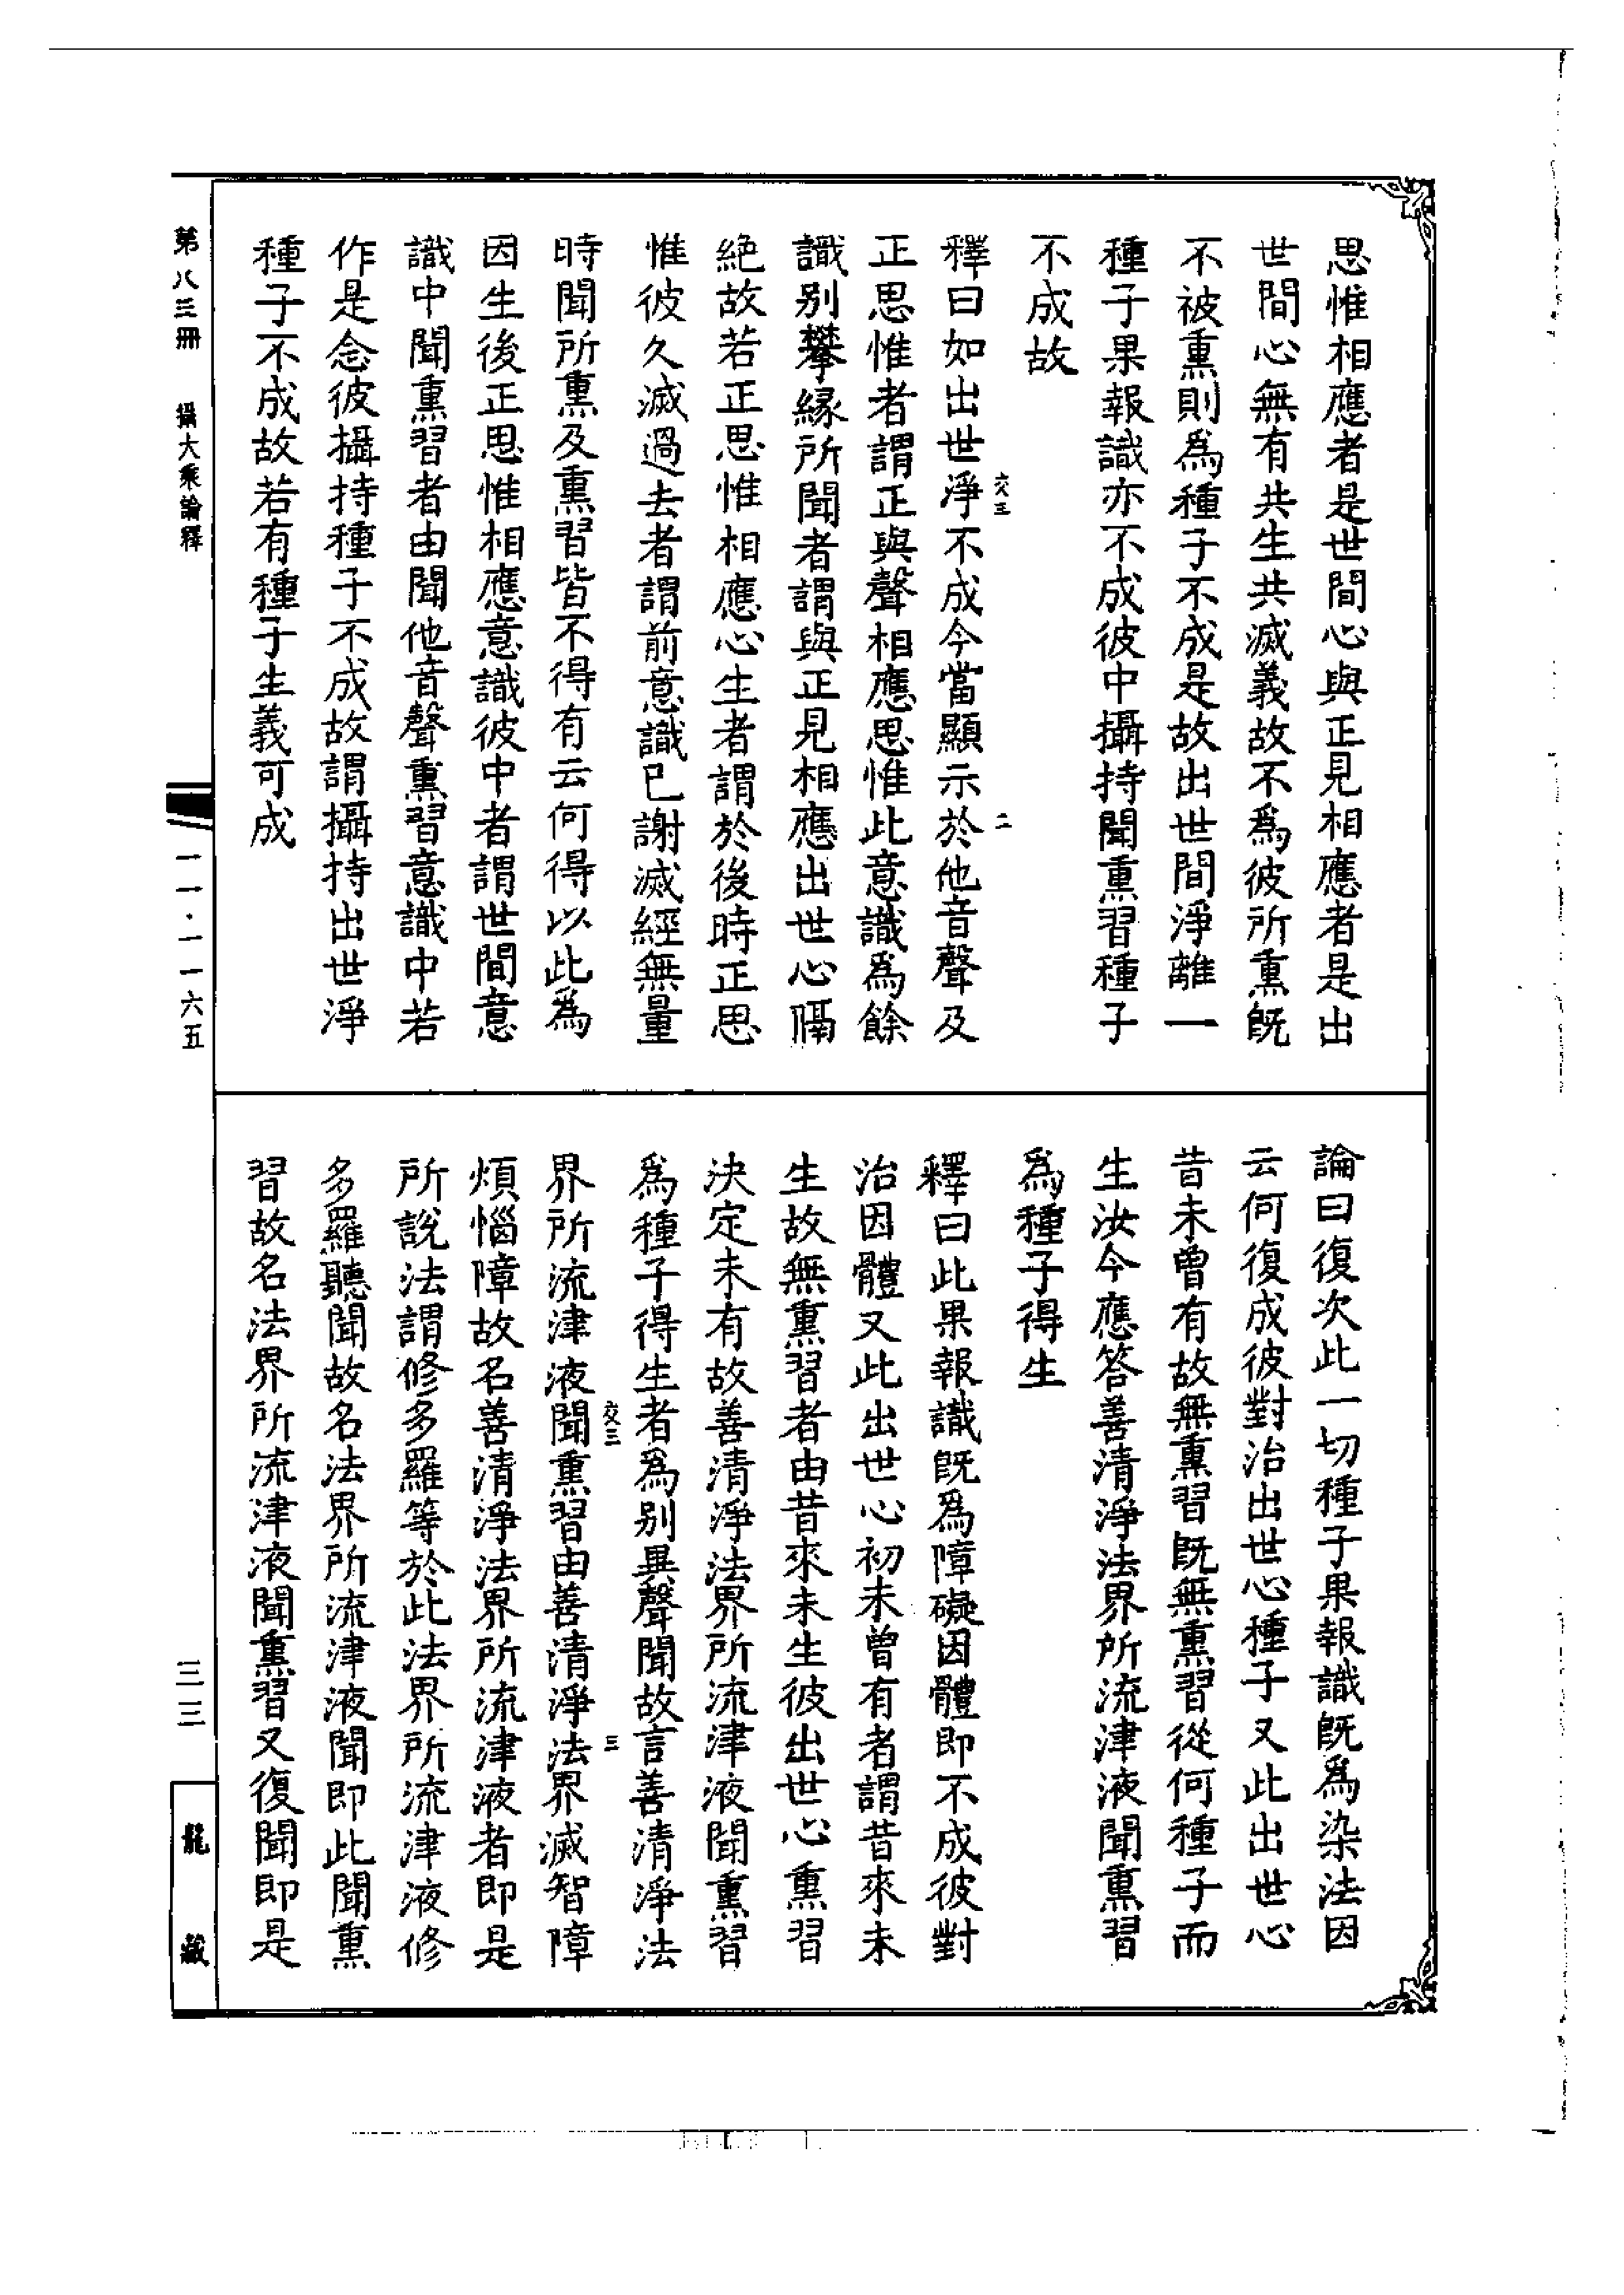 思惟相應者是世間心與正見相應者是出
世間心無有共生共滅義故不爲彼所熏旣
不被熏則爲種子不成是故出世間淨離一
種子果報識亦不成彼中攝持聞熏習種子
不成故
釋曰如出世淨不成今當顯示於他音聲及
正思惟者謂正與聲相應思惟此意識爲餘
識别攀緣所聞者謂與正見相應出世心隔
絶故若正思惟相應心生者謂於後時正思
惟彼久滅過去者謂前意識已謝滅經無量
時聞所熏及熏習皆不得有云何得以此爲
因生後正思惟相應意識彼中者謂世間意
識中聞熏習者由聞他音聲熏習意識中若
作是念彼攝持種子不成故謂攝持出世淨
種子不成故若有種子生義可成
交三
二
論曰復次此一切種子果報識旣爲染法因
云何復成彼對治出世心種子又此出世心
昔未曾有故無熏習旣無熏習從何種子而
生汝今應答善清淨法界所流津液聞熏習
爲種子得生
釋曰此果報識旣爲障礙因體即不成彼對
治因體又此出世心初未曾有者謂昔來未
生故無熏習者由昔來未生彼出世心熏習
決定未有故善清淨法界所流津液聞熏習
爲種子得生者爲别異聲聞故言善清淨法
界所流津液聞熏習由善清淨法界滅智障
煩惱障故名善清淨法界所流津液者即是
所説法謂修多羅等於此法界所流津液修
多羅聽聞故名法界所流津液聞即此聞熏
習故名法界所流津液聞熏習又復聞即是
交三
三
第八三冊　攝大乘論釋
一一·一一六五
三三
龍藏